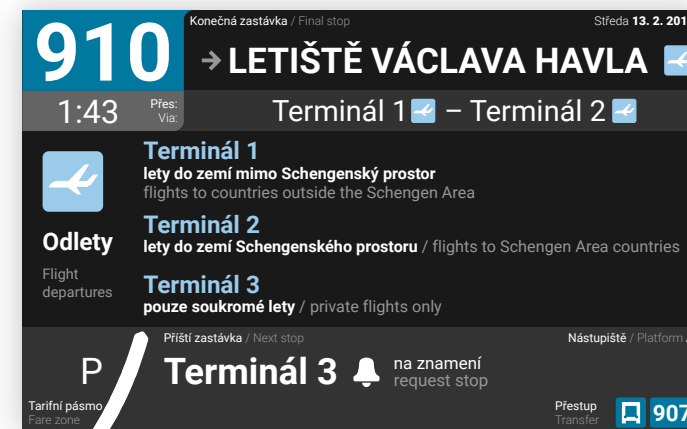 910
Konečná zastávka / Final stop
Středa 13. 2. 201
→ LETIŠTĚ VÁCLAVA HAVLA
1:43
Přes:
Via:
Terminál 1 – Terminál 2
Terminál 1
lety do zemí mimo Schengenský prostor
flights to countries outside the Schengen Area
Terminál 2
lety do zemí Schengenského prostoru / flights to Schengen Area countries
Odlety
Flight
departures
Terminál 3
pouze soukromé lety / private flights only
Příští zastávka / Next stop
Nástupiště / Platform
P
Terminál 3
na znamení
request stop
Tarifní pásmo
Fare zone
Přestup
Transfer
907